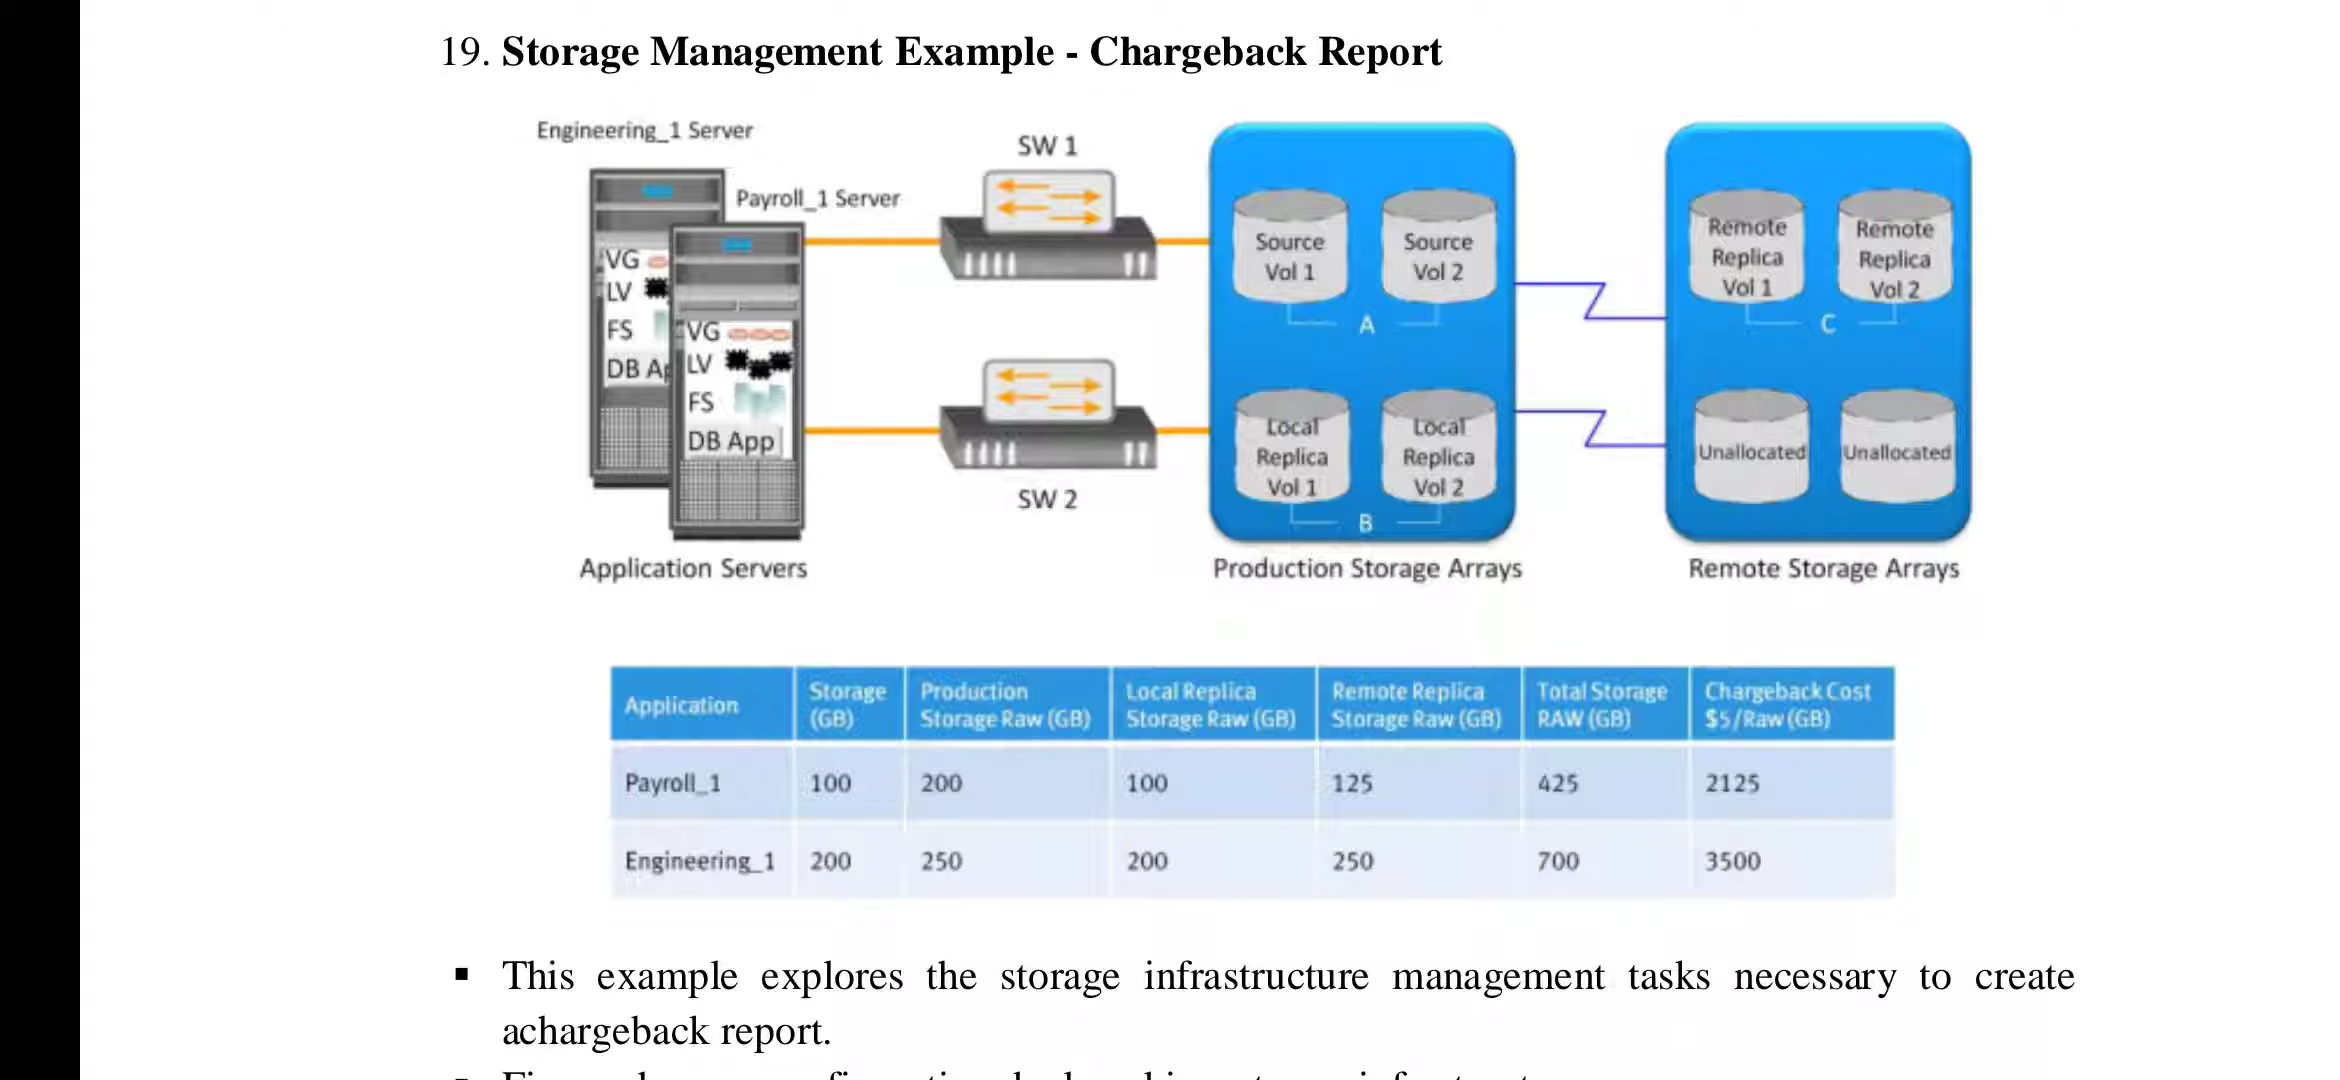 19. Storage Management Example - Chargeback Report
Engineering_1 Server
Payroll_1 Server
SW 1
VG
LV
FS
DB Ap
VG
LV
FS
DB App
SW 2
Application Servers
Source
Vol 1
Source
Vol 2
A
Local
Replica
Vol 1
Local
Replica
Vol 2
B
Production Storage Arrays
Remote
Replica
Vol 1
Remote
Replica
Vol 2
C
Unallocated
Unallocated
Remote Storage Arrays
Application Storage (GB) Production Storage Raw (GB) Local Replica Storage Raw (GB) Remote Replica Storage Raw (GB) Total Storage RAW (GB) Chargeback Cost $5/Raw (GB)
Payroll_1 100 200 100 125 425 2125
Engineering_1 200 250 200 250 700 3500
▪ This example explores the storage infrastructure management tasks necessary to create
achargeback report.